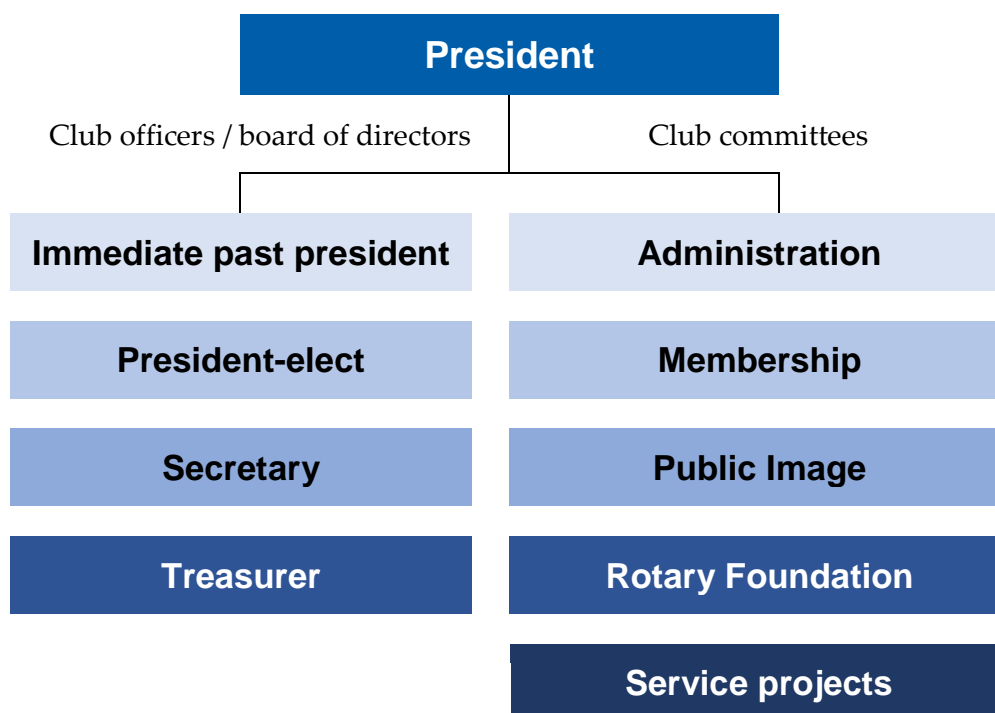 President
Club officers / board of directors
Club committees
Immediate past president
Administration
President-elect
Membership
Secretary
Public Image
Treasurer
Rotary Foundation
Service projects